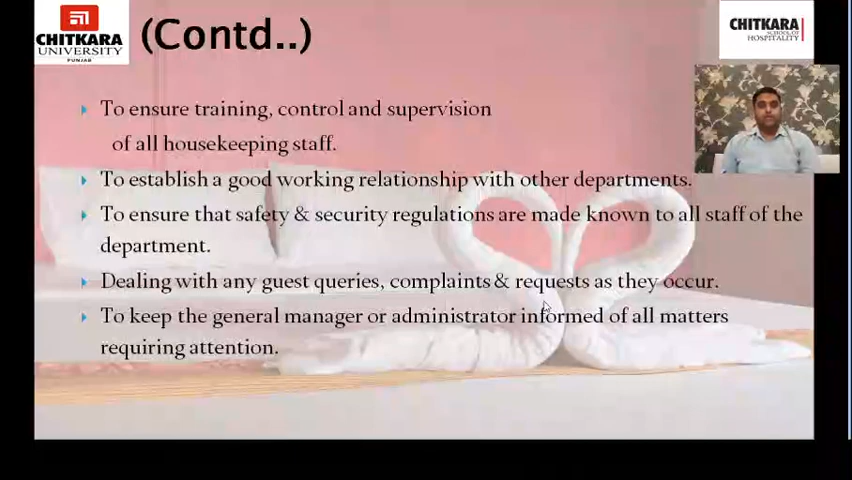 CHITKARA
UNIVERSITY
PUNJAB
(Contd..)
CHITKARA
SCHOOL OF
HOSPITALITY
To ensure training, control and supervision
of all housekeeping staff.
To establish a good working relationship with other departments.
To ensure that safety & security regulations are made known to all staff of the
department.
Dealing with any guest queries, complaints & requests as they occur.
To keep the general manager or administrator informed of all matters
requiring attention.